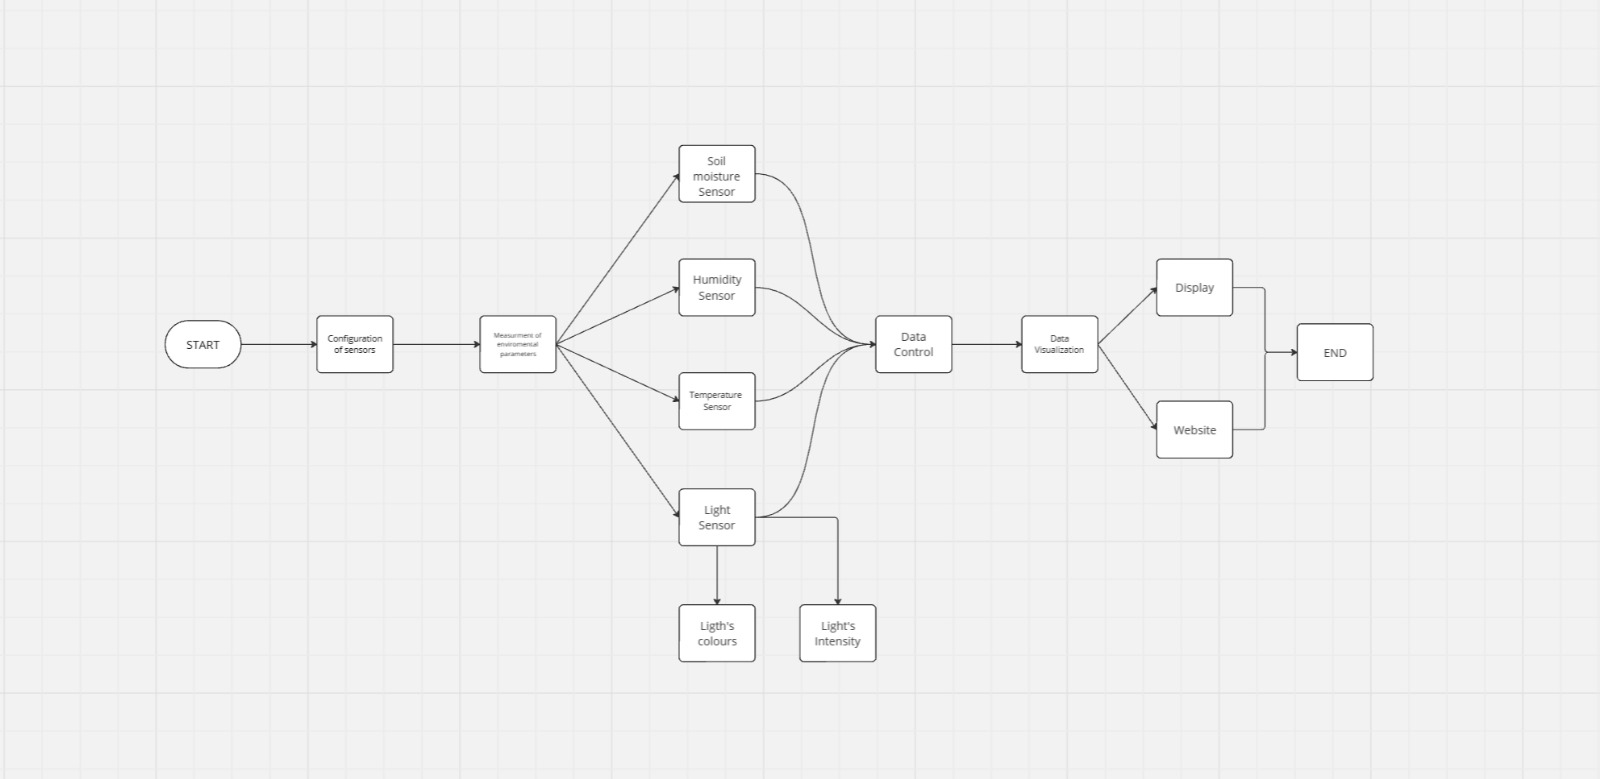 START
Configuration
of sensors
Measurment of
enviromental
parameters
Soil
moisture
Sensor
Humidity
Sensor
Temperature
Sensor
Light
Sensor
Ligth's
colours
Light's
Intensity
Data
Control
Data
Visualization
Display
Website
END